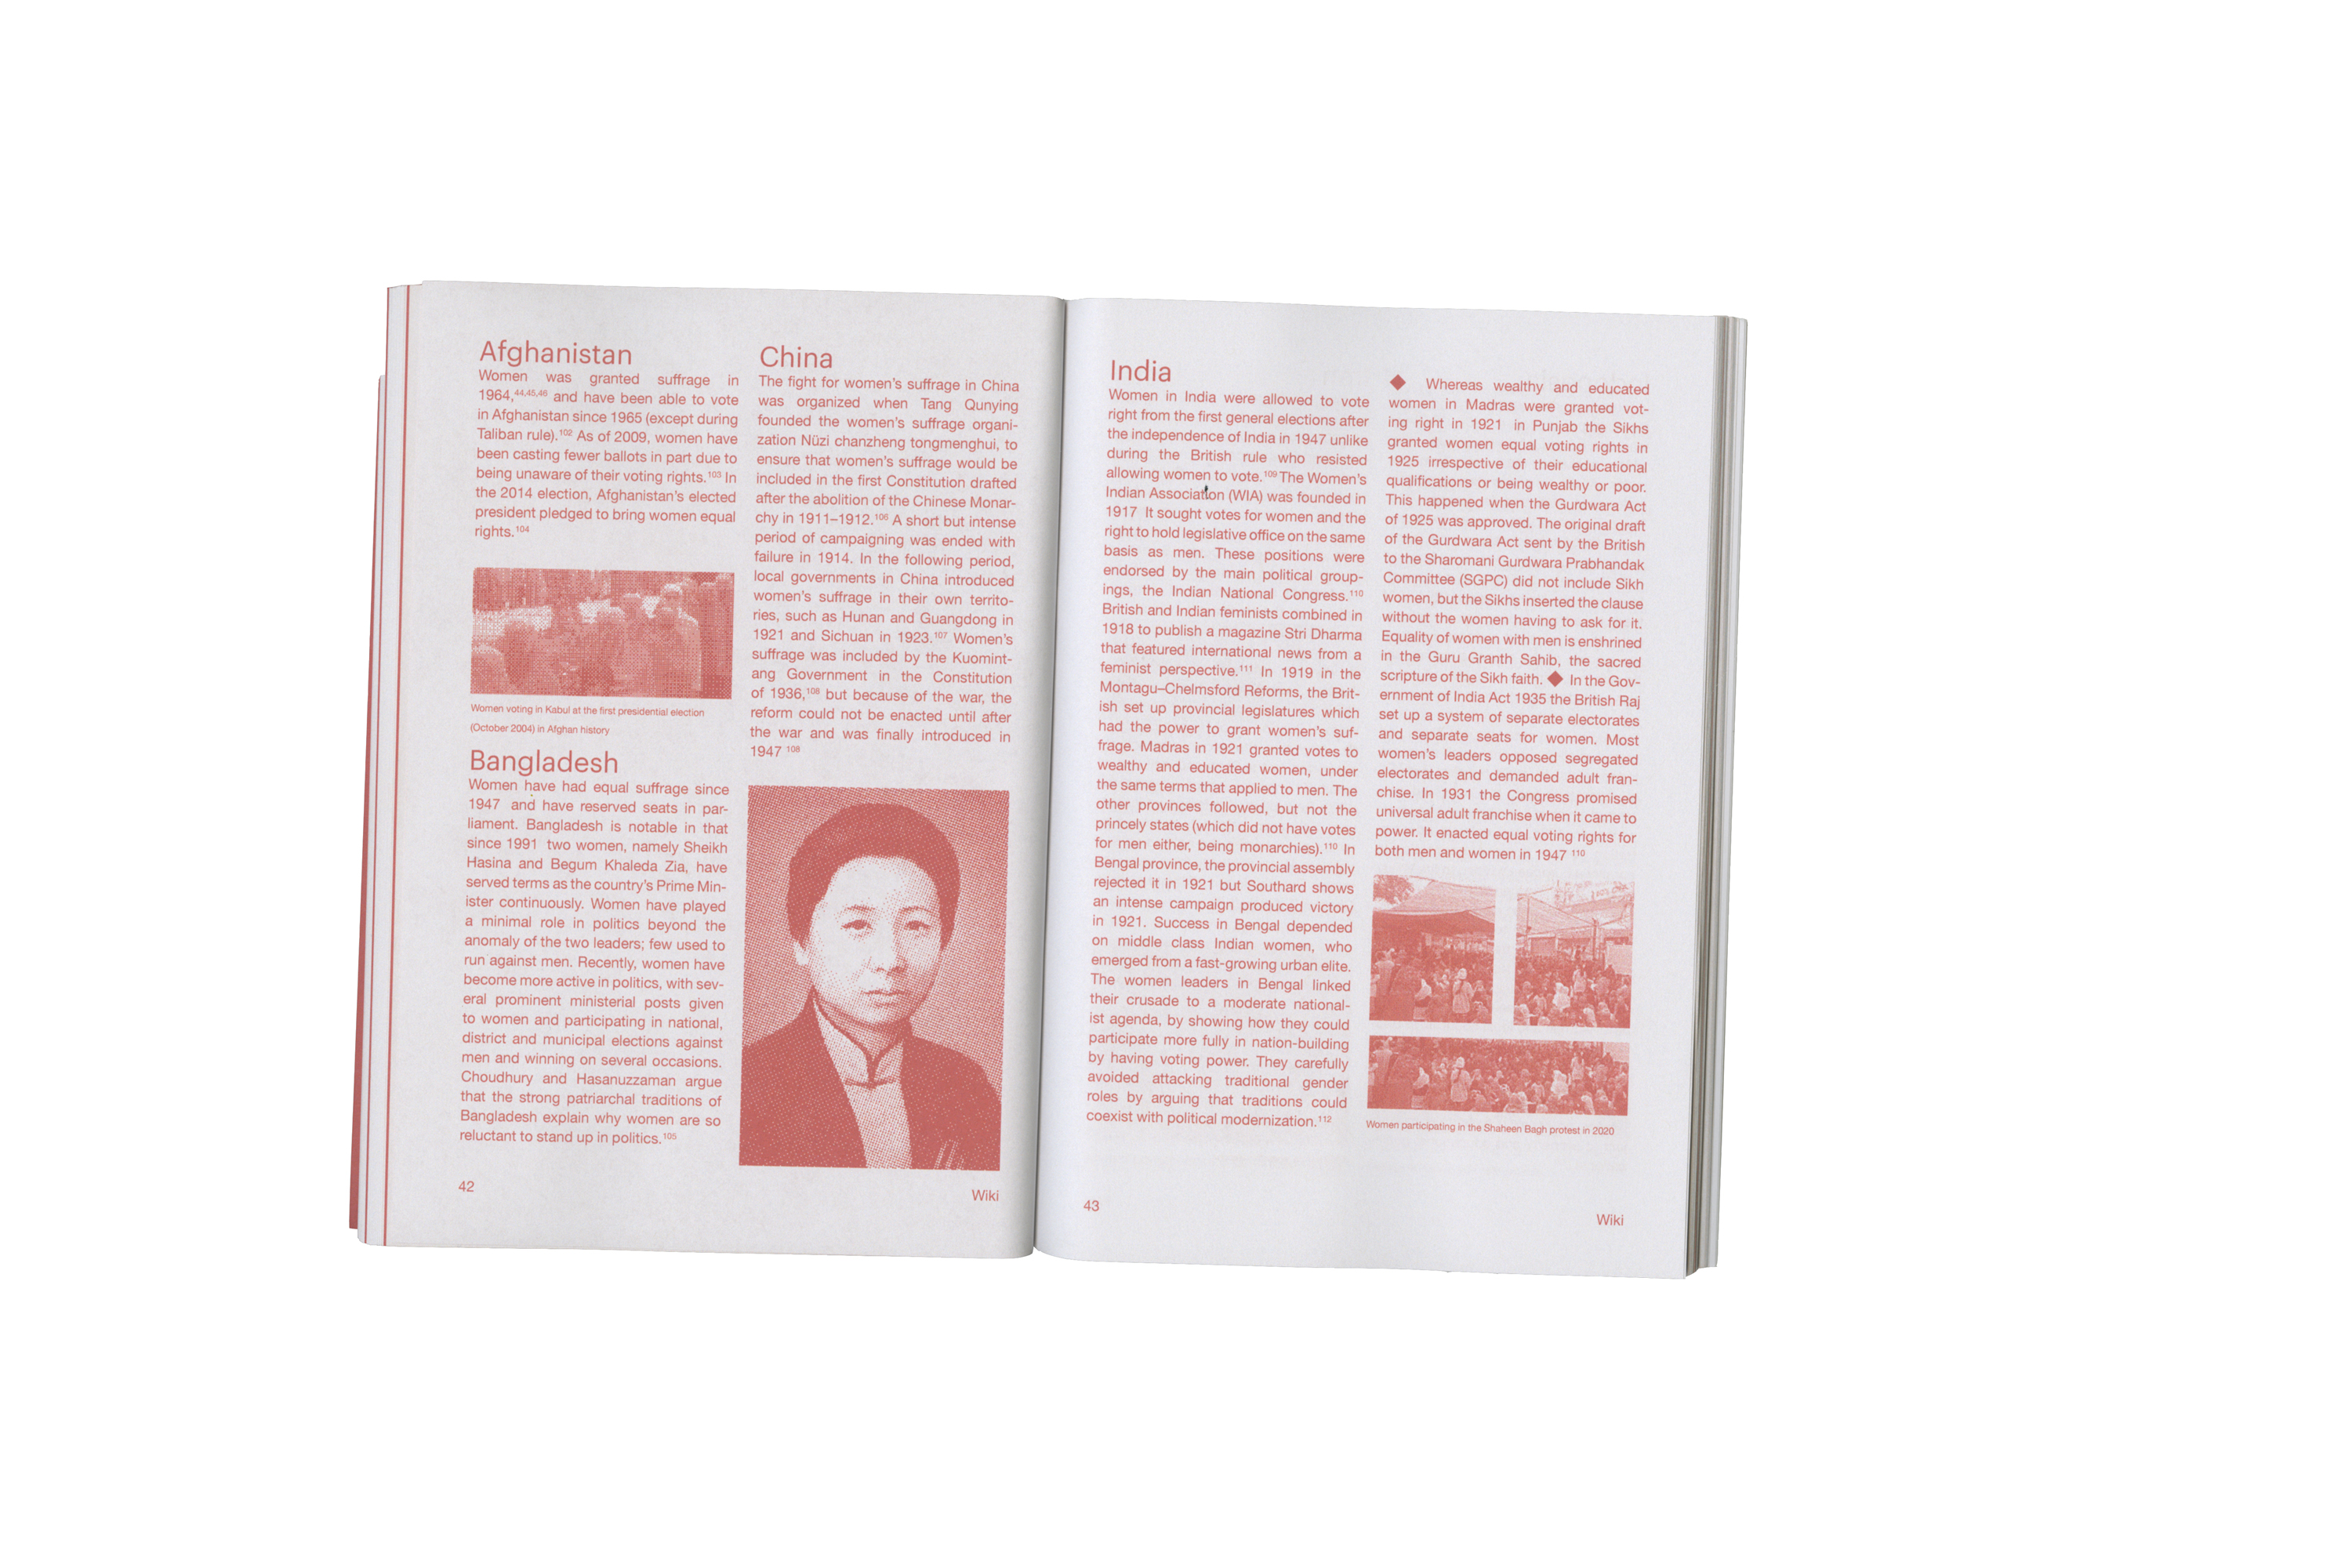 Afghanistan
Women was granted suffrage in
1964,44,45,46 and have been able to vote
in Afghanistan since 1965 (except during
Taliban rule).102 As of 2009, women have
been casting fewer ballots in part due to
being unaware of their voting rights.103 In
the 2014 election, Afghanistan's elected
president pledged to bring women equal
rights.104
Women voting in Kabul at the first presidential election
(October 2004) in Afghan history
Bangladesh
Women have had equal suffrage since
1947 and have reserved seats in par-
liament. Bangladesh is notable in that
since 1991 two women, namely Sheikh
Hasina and Begum Khaleda Zia, have
served terms as the country's Prime Min-
ister continuously. Women have played
a minimal role in politics beyond the
anomaly of the two leaders; few used to
run against men. Recently, women have
become more active in politics, with sev-
eral prominent ministerial posts given
to women and participating in national,
district and municipal elections against
men and winning on several occasions.
Choudhury and Hasanuzzaman argue
that the strong patriarchal traditions of
Bangladesh explain why women are so
reluctant to stand up in politics.105
China
The fight for women's suffrage in China
was organized when Tang Qunying
founded the women's suffrage organi-
zation Nüzi chanzheng tongmenghui, to
ensure that women's suffrage would be
included in the first Constitution drafted
after the abolition of the Chinese Monar-
chy in 1911–1912.106 A short but intense
period of campaigning was ended with
failure in 1914. In the following period,
local governments in China introduced
women's suffrage in their own territo-
ries, such as Hunan and Guangdong in
1921 and Sichuan in 1923.107 Women's
suffrage was included by the Kuomint-
ang Government in the Constitution
of 1936,108 but because of the war, the
reform could not be enacted until after
the war and was finally introduced in
1947 108
42
Wiki
India
Women in India were allowed to vote
right from the first general elections after
the independence of India in 1947 unlike
during the British rule who resisted
allowing women to vote.109 The Women's
Indian Association (WIA) was founded in
1917 It sought votes for women and the
right to hold legislative office on the same
basis as men. These positions were
endorsed by the main political group-
ings, the Indian National Congress.110
British and Indian feminists combined in
1918 to publish a magazine Stri Dharma
that featured international news from a
feminist perspective.111 In 1919 in the
Montagu–Chelmsford Reforms, the Brit-
ish set up provincial legislatures which
had the power to grant women's suf-
frage. Madras in 1921 granted votes to
wealthy and educated women, under
the same terms that applied to men. The
other provinces followed, but not the
princely states (which did not have votes
for men either, being monarchies).110 In
Bengal province, the provincial assembly
rejected it in 1921 but Southard shows
an intense campaign produced victory
in 1921. Success in Bengal depended
on middle class Indian women, who
emerged from a fast-growing urban elite.
The women leaders in Bengal linked
their crusade to a moderate national-
ist agenda, by showing how they could
participate more fully in nation-building
by having voting power. They carefully
avoided attacking traditional gender
roles by arguing that traditions could
coexist with political modernization.112
◆ Whereas wealthy and educated
women in Madras were granted vot-
ing right in 1921 in Punjab the Sikhs
granted women equal voting rights in
1925 irrespective of their educational
qualifications or being wealthy or poor.
This happened when the Gurdwara Act
of 1925 was approved. The original draft
of the Gurdwara Act sent by the British
to the Sharomani Gurdwara Prabhandak
Committee (SGPC) did not include Sikh
women, but the Sikhs inserted the clause
without the women having to ask for it.
Equality of women with men is enshrined
in the Guru Granth Sahib, the sacred
scripture of the Sikh faith. ◆ In the Gov-
ernment of India Act 1935 the British Raj
set up a system of separate electorates
and separate seats for women. Most
women's leaders opposed segregated
electorates and demanded adult fran-
chise. In 1931 the Congress promised
universal adult franchise when it came to
power. It enacted equal voting rights for
both men and women in 1947 110
Women participating in the Shaheen Bagh protest in 2020
43
Wiki